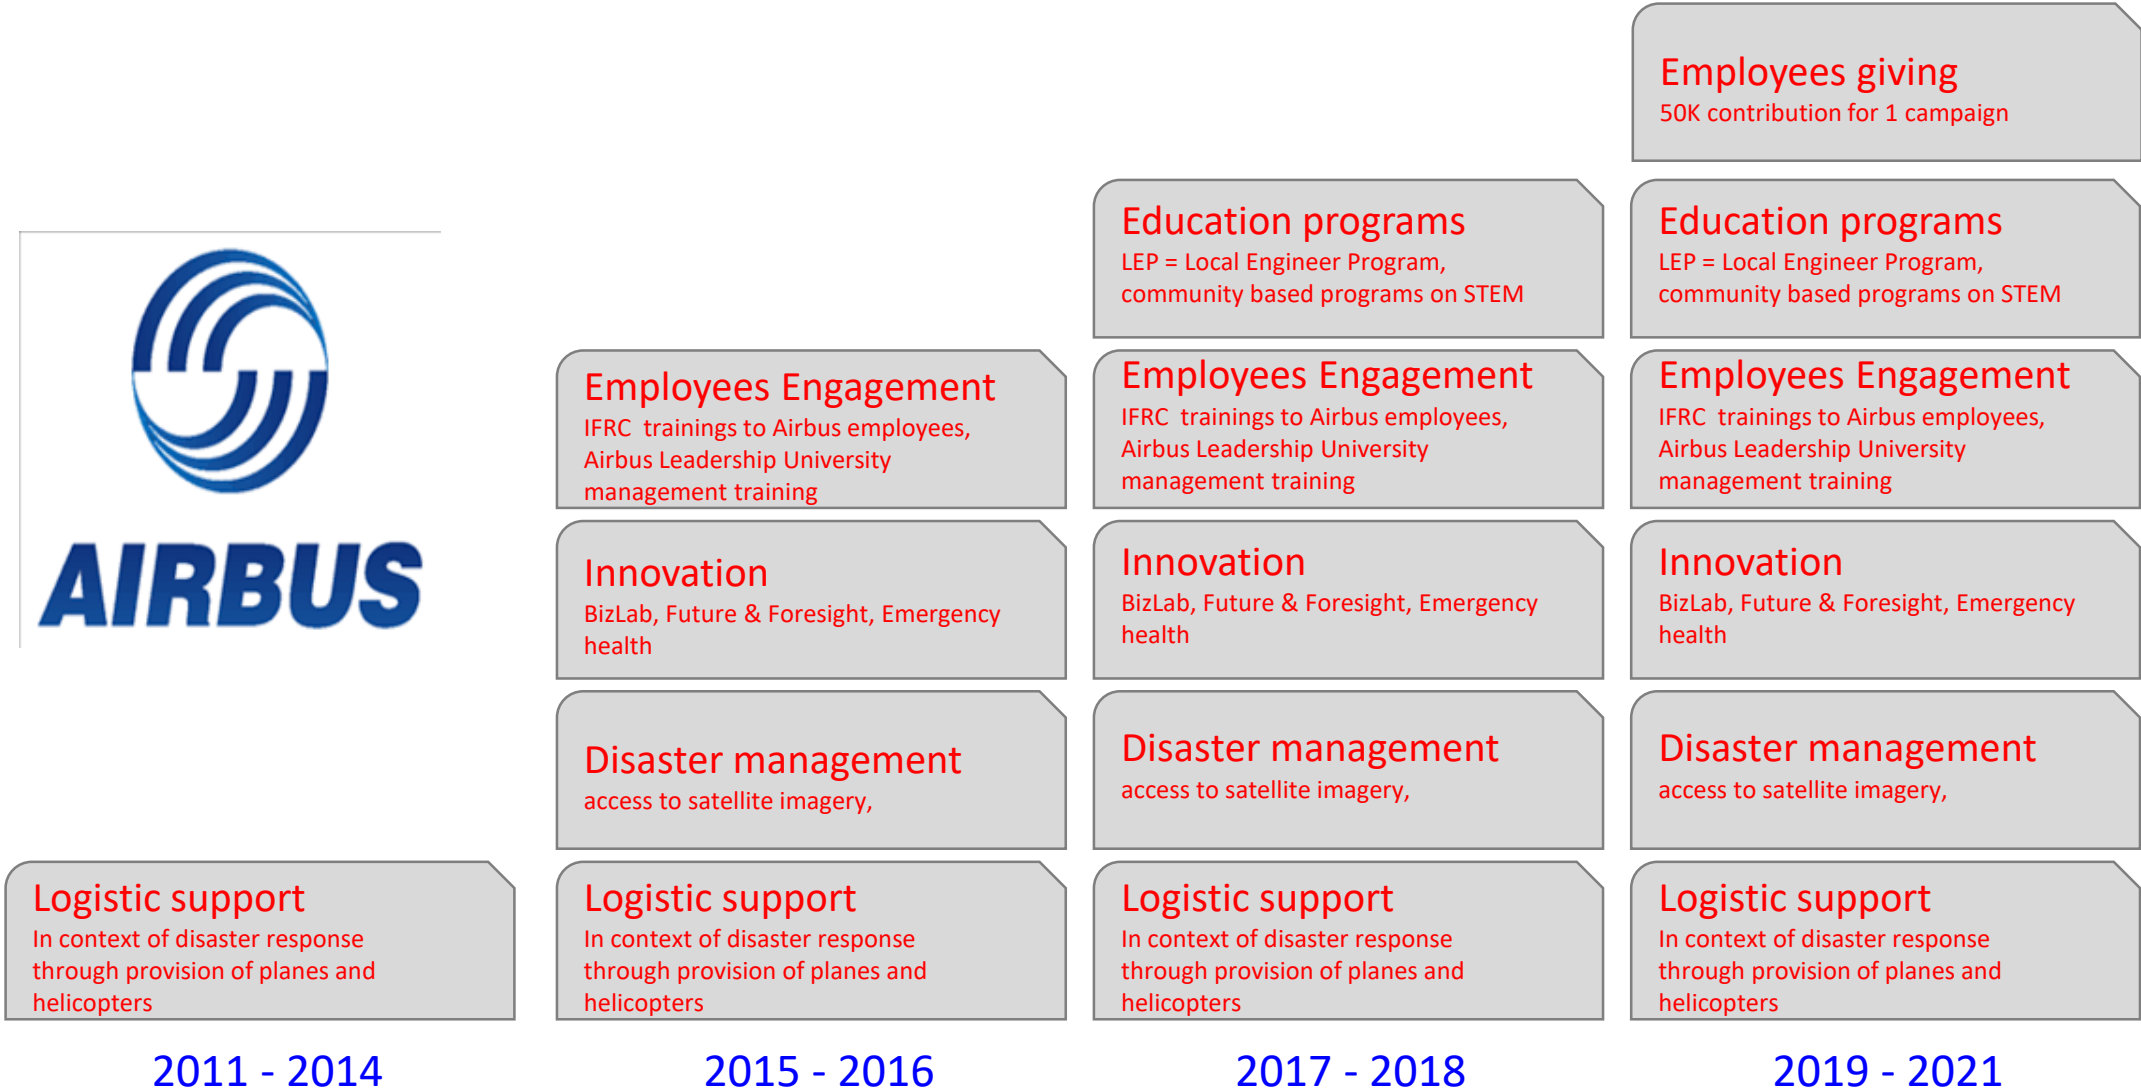 Employees giving
50K contribution for 1 campaign
Education programs
LEP = Local Engineer Program,
community based programs on STEM
Education programs
LEP = Local Engineer Program,
community based programs on STEM
AIRBUS
Employees Engagement
IFRC  trainings to Airbus employees,
Airbus Leadership University
management training
Employees Engagement
IFRC  trainings to Airbus employees,
Airbus Leadership University
management training
Employees Engagement
IFRC  trainings to Airbus employees,
Airbus Leadership University
management training
Innovation
BizLab, Future & Foresight, Emergency
health
Innovation
BizLab, Future & Foresight, Emergency
health
Innovation
BizLab, Future & Foresight, Emergency
health
Disaster management
access to satellite imagery,
Disaster management
access to satellite imagery,
Disaster management
access to satellite imagery,
Logistic support
In context of disaster response
through provision of planes and
helicopters
Logistic support
In context of disaster response
through provision of planes and
helicopters
Logistic support
In context of disaster response
through provision of planes and
helicopters
Logistic support
In context of disaster response
through provision of planes and
helicopters
2011 - 2014
2015 - 2016
2017 - 2018
2019 - 2021